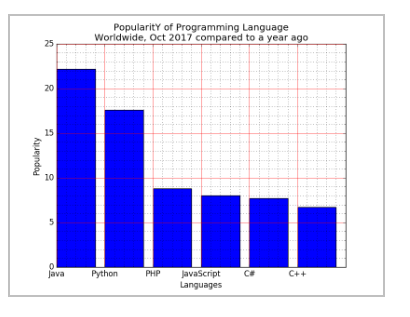 PopularitY of Programming Language
Worldwide, Oct 2017 compared to a year ago
25
20
15
10
5
0
Popularity
Java Python PHP JavaScript C# C++
Languages